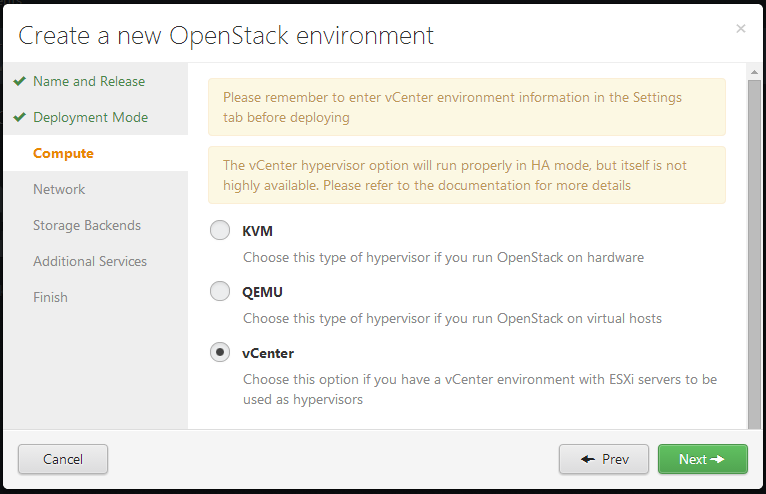 Create a new OpenStack environment
×
Name and Release
Deployment Mode
Compute
Network
Storage Backends
Additional Services
Finish
Please remember to enter vCenter environment information in the Settings
tab before deploying
The vCenter hypervisor option will run properly in HA mode, but itself is not
highly available. Please refer to the documentation for more details
KVM
Choose this type of hypervisor if you run OpenStack on hardware
QEMU
Choose this type of hypervisor if you run OpenStack on virtual hosts
vCenter
Choose this option if you have a vCenter environment with ESXi servers to be
used as hypervisors
Cancel
Prev
Next